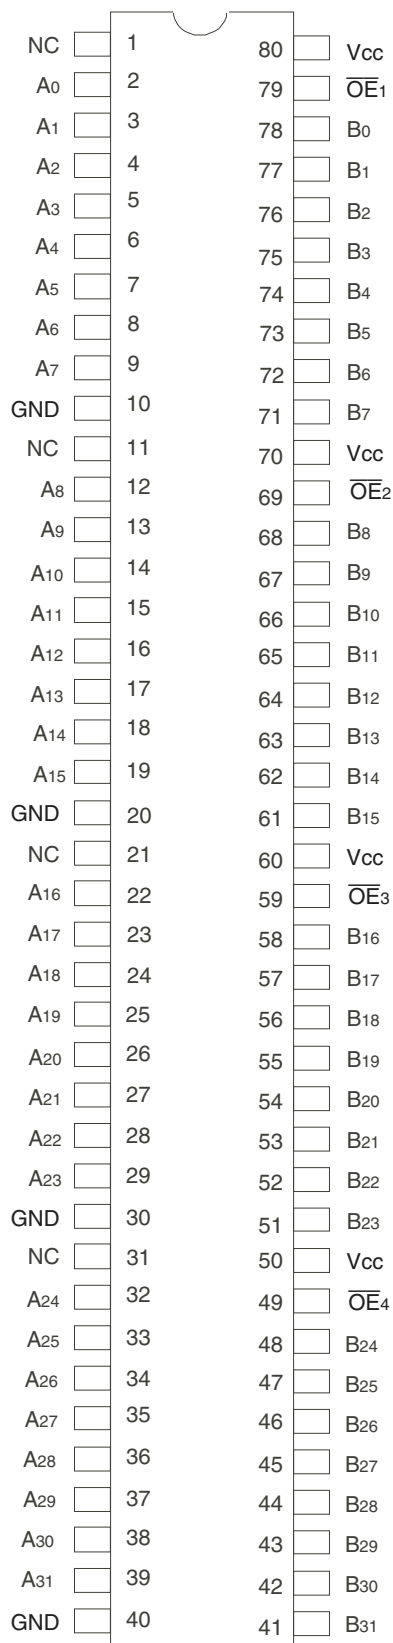 NC 1 80 Vcc
A0 2 79 OE1
A1 3 78 B0
A2 4 77 B1
A3 5 76 B2
A4 6 75 B3
A5 7 74 B4
A6 8 73 B5
A7 9 72 B6
GND 10 71 B7
NC 11 70 Vcc
A8 12 69 OE2
A9 13 68 B8
A10 14 67 B9
A11 15 66 B10
A12 16 65 B11
A13 17 64 B12
A14 18 63 B13
A15 19 62 B14
GND 20 61 B15
NC 21 60 Vcc
A16 22 59 OE3
A17 23 58 B16
A18 24 57 B17
A19 25 56 B18
A20 26 55 B19
A21 27 54 B20
A22 28 53 B21
A23 29 52 B22
GND 30 51 B23
NC 31 50 Vcc
A24 32 49 OE4
A25 33 48 B24
A26 34 47 B25
A27 35 46 B26
A28 36 45 B27
A29 37 44 B28
A30 38 43 B29
A31 39 42 B30
GND 40 41 B31